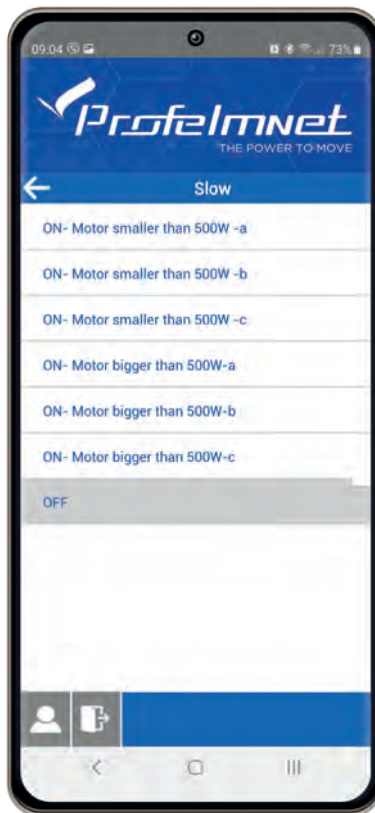 09:04
73%
Profelmnet
THE POWER TO MOVE
Slow
ON- Motor smaller than 500W -a
ON- Motor smaller than 500W -b
ON- Motor smaller than 500W -c
ON- Motor bigger than 500W-a
ON- Motor bigger than 500W-b
ON- Motor bigger than 500W-c
OFF